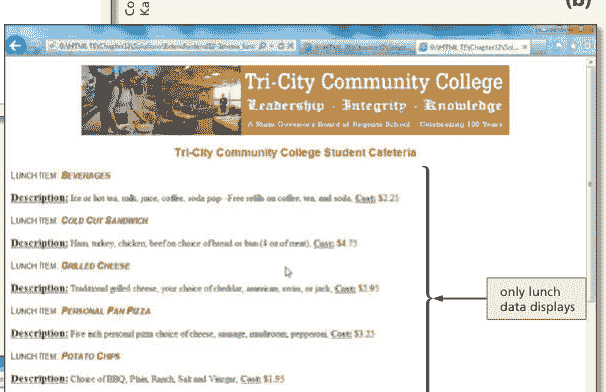 (b)
Co
Ka
Tri-City Community College
Leadership · Integrity · Knowledge
A State Governor's Board of Regents School · Celebrating 100 Years
Tri-City Community College Student Cafeteria
LUNCH ITEM: BEVERAGES
Description: Ice or hot tea, milk, juice, coffee, soda pop--Free refills on coffee, tea, and soda, Cost: $2.25
LUNCH ITEM: COLD CUT SANDWICH
Description: Ham, turkey, chicken, beef on choice of bread or bun (4 oz of meat), Cost: $4.75
LUNCH ITEM: GRILLED CHEESE
Description: Traditional grilled cheese, your choice of cheddar, american, swiss, or jack, Cost: $3.95
only lunch
data displays
LUNCH ITEM: PERSONAL PAN PIZZA
Description: Five inch personal pizza choice of cheese, sausage, mushroom, pepperoni, Cost: $3.25
LUNCH ITEM: POTATO CHIPS
Description: Choice of BBQ, Plain, Ranch, Salt and Vinegar, Cost: $1.95